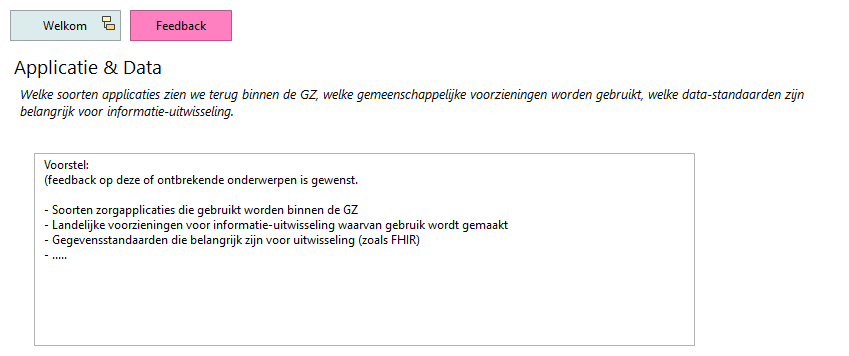 Welkom
Feedback
Applicatie & Data
Welke soorten applicaties zien we terug binnen de GZ, welke gemeenschappelijke voorzieningen worden gebruikt, welke data-standaarden zijn
belangrijk voor informatie-uitwisseling.
Voorstel:
(feedback op deze of ontbrekende onderwerpen is gewenst.
- Soorten zorgapplicaties die gebruikt worden binnen de GZ
- Landelijke voorzieningen voor informatie-uitwisseling waarvan gebruik wordt gemaakt
- Gegevensstandaarden die belangrijk zijn voor uitwisseling (zoals FHIR)
- .....